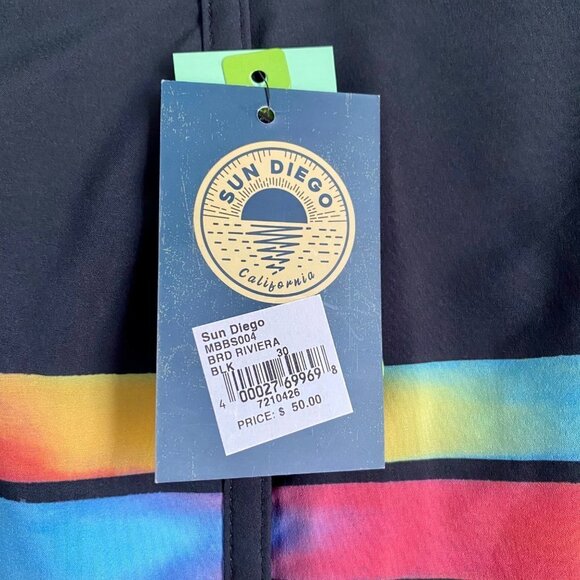 SUN DIEGO
California
Sun Diego
MBBS004
BRD RIVIERA
BLK 30
4 00027 69969 8
7210426
PRICE: $ 50.00